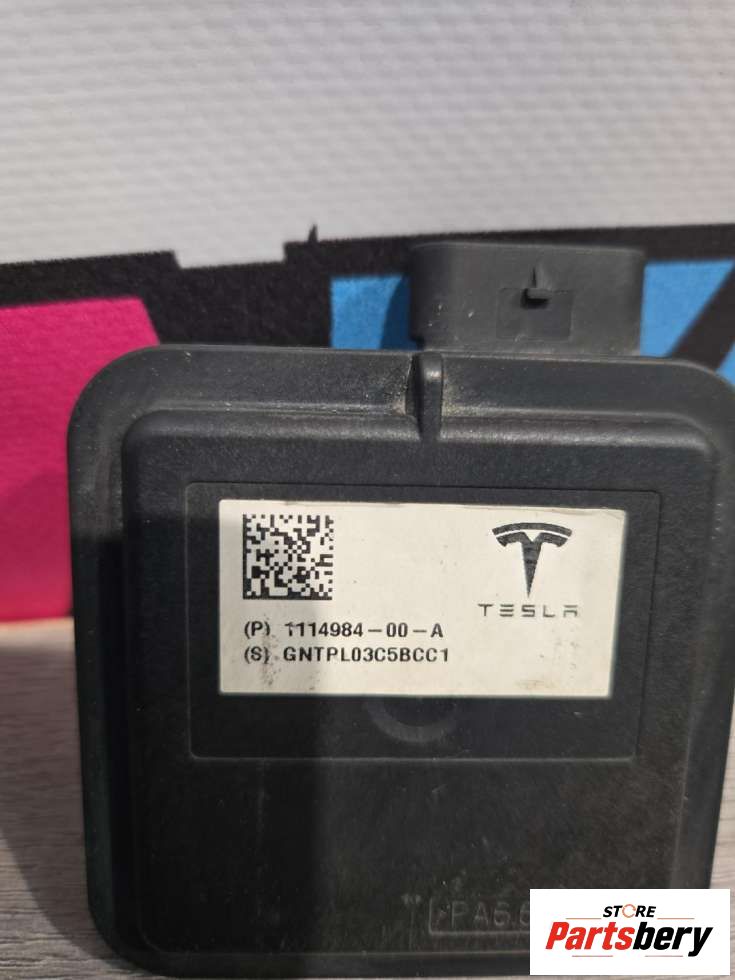 TESLA
(P) 1114984-00-A
(S) GNTPL03C5BCC1
STORE
Partsbery